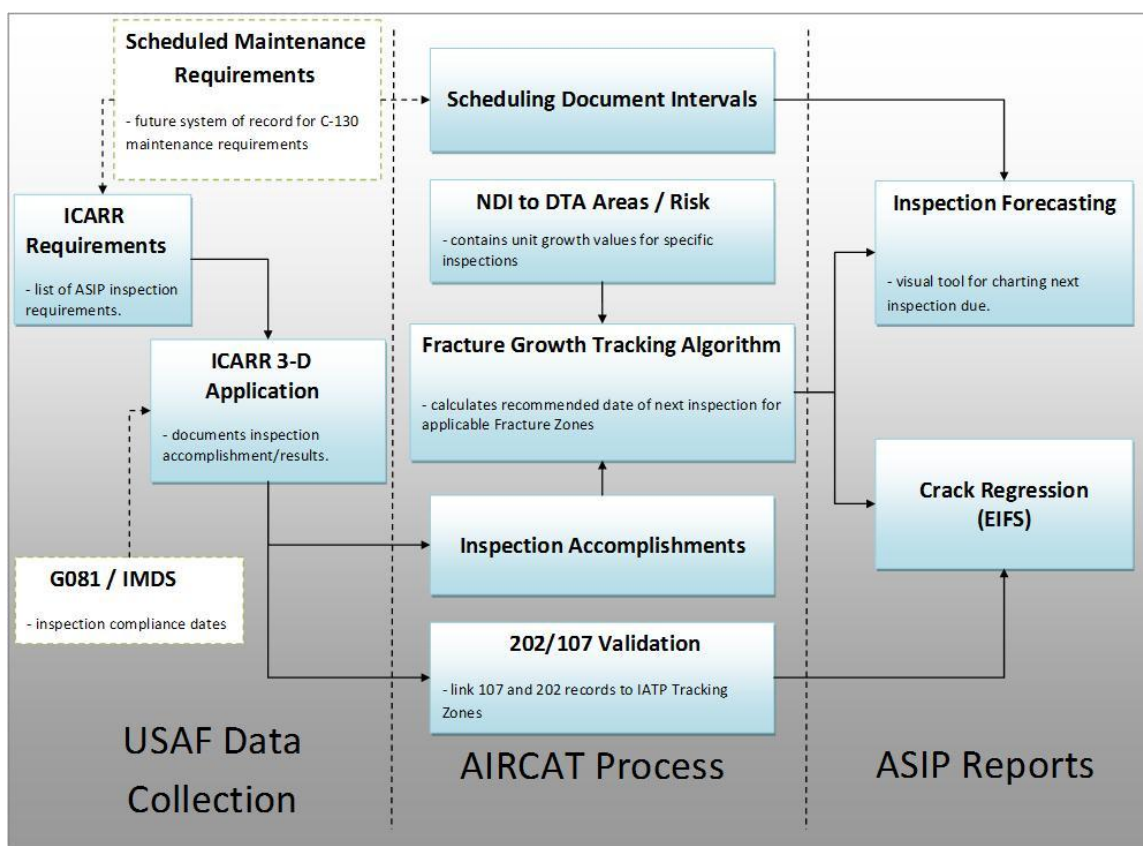 Scheduled Maintenance
Requirements
- future system of record for C-130
maintenance requirements
ICARR
Requirements
- list of ASIP inspection
requirements.
ICARR 3-D
Application
- documents inspection
accomplishment/results.
G081 / IMDS
- inspection compliance dates
USAF Data
Collection
Scheduling Document Intervals
NDI to DTA Areas / Risk
- contains unit growth values for specific
inspections
Fracture Growth Tracking Algorithm
- calculates recommended date of next inspection for
applicable Fracture Zones
Inspection Accomplishments
202/107 Validation
- link 107 and 202 records to IATP Tracking
Zones
AIRCAT Process
Inspection Forecasting
- visual tool for charting next
inspection due.
Crack Regression
(EIFS)
ASIP Reports